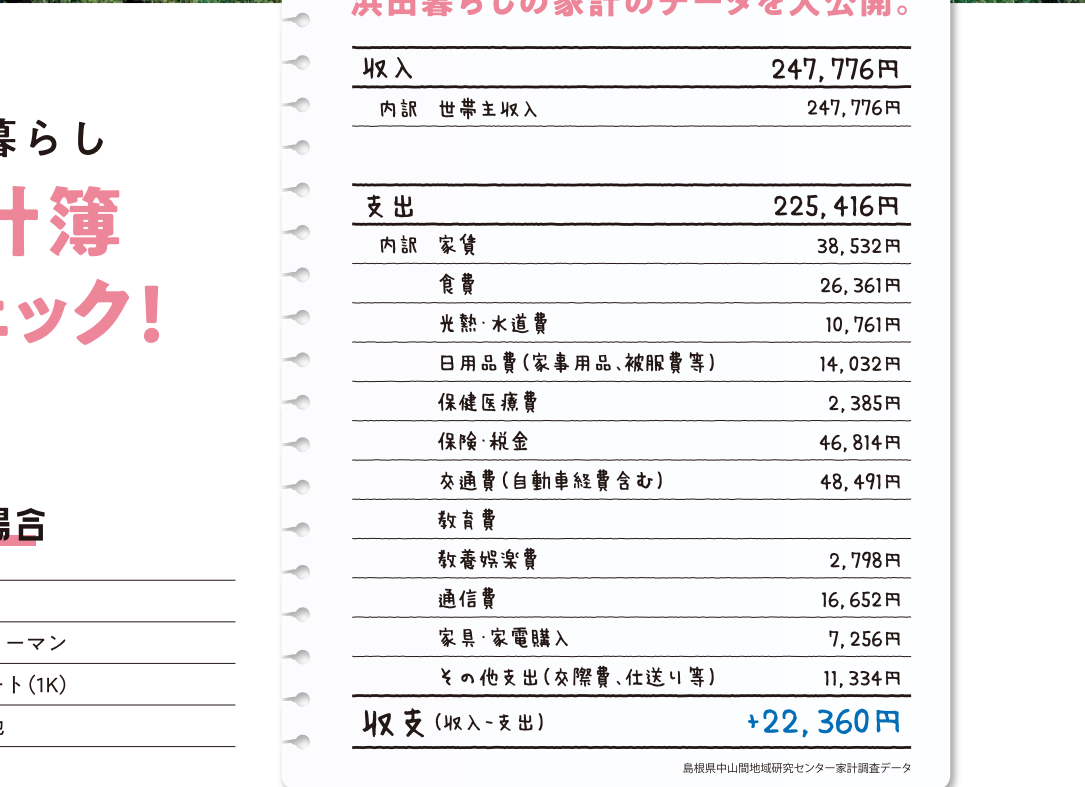 浜田暮らしの家計のデータを大公開。
収入 247,776円
内訳 世帯主収入 247,776円
支出 225,416円
内訳 家賃 38,532円
食費 26,361円
光熱・水道費 10,761円
日用品費(家事用品、被服費等) 14,032円
保健医療費 2,385円
保険・税金 46,814円
交通費(自動車経費含む) 48,491円
教育費
教養娯楽費 2,798円
通信費 16,652円
家具・家電購入 7,256円
その他支出(交際費、仕送り等) 11,334円
収支(収入-支出) +22,360円
島根県中山間地域研究センター家計調査データ
暮らし
計簿
ェック!
場合
ーマン
ート(1K)